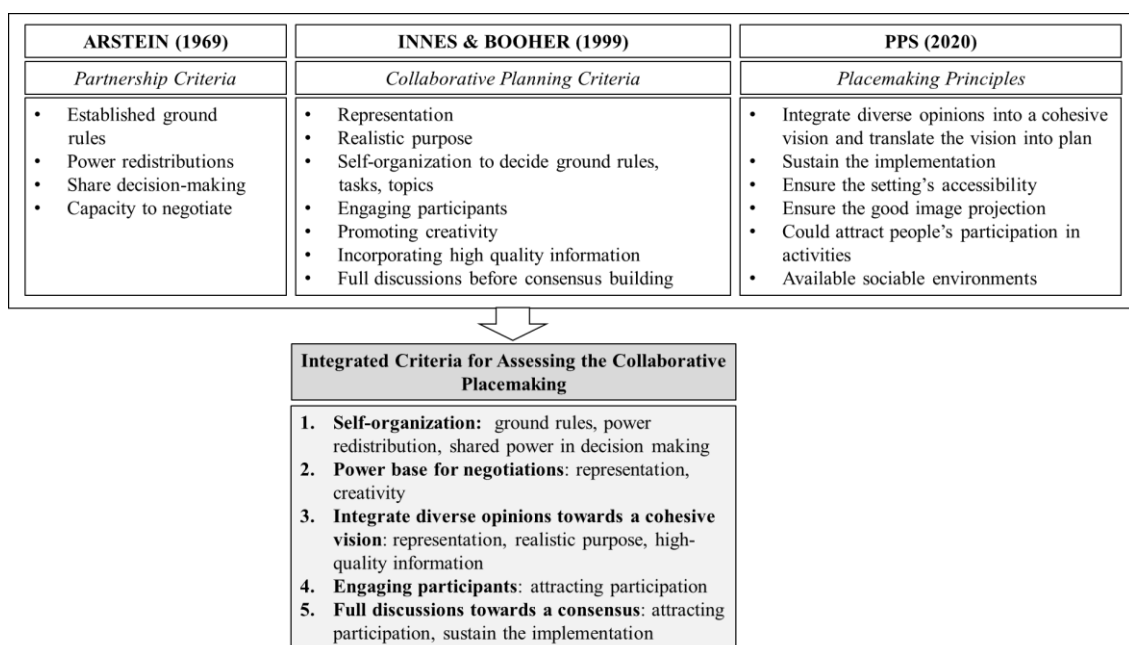 ARSTEIN (1969)
Partnership Criteria
• Established ground
rules
• Power redistributions
• Share decision-making
• Capacity to negotiate
INNES & BOOHER (1999)
Collaborative Planning Criteria
• Representation
• Realistic purpose
• Self-organization to decide ground rules,
tasks, topics
• Engaging participants
• Promoting creativity
• Incorporating high quality information
• Full discussions before consensus building
PPS (2020)
Placemaking Principles
• Integrate diverse opinions into a cohesive
vision and translate the vision into plan
• Sustain the implementation
• Ensure the setting’s accessibility
• Ensure the good image projection
• Could attract people’s participation in
activities
• Available sociable environments
Integrated Criteria for Assessing the Collaborative
Placemaking
1. Self-organization: ground rules, power
redistribution, shared power in decision making
2. Power base for negotiations: representation,
creativity
3. Integrate diverse opinions towards a cohesive
vision: representation, realistic purpose, high-
quality information
4. Engaging participants: attracting participation
5. Full discussions towards a consensus: attracting
participation, sustain the implementation